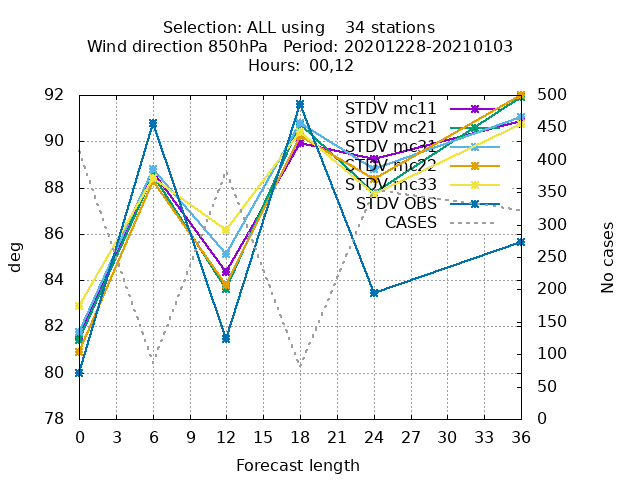 Selection: ALL using    34 stations
Wind direction 850hPa   Period: 20201228-20210103
Hours: 00,12
92
90
88
86
84
82
80
78
500
450
400
350
300
250
200
150
100
50
0
STDV mc11
STDV mc21
STDV mc31
STDV mc22
STDV mc33
STDV OBS
CASES
deg
No cases
0 3 6 9 12 15 18 21 24 27 30 33 36
Forecast length